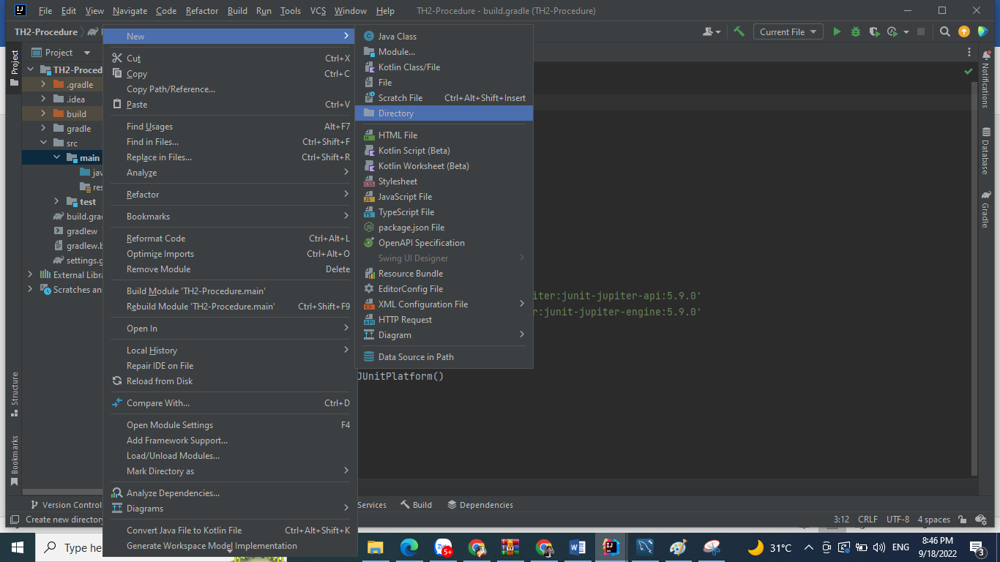 File Edit View Navigate Code Refactor Build Run Tools VCS Window Help TH2-Procedure - build.gradle (TH2-Procedure)
TH2-Procedure
Current File
Project
Project
TH2-Proced
.gradle
.idea
build
gradle
src
main
jav
res
test
build.grad
gradlew
gradlew.b
settings.g
External Libra
Scratches an
Structure
Bookmarks
New
Cut Ctrl+X
Copy Ctrl+C
Copy Path/Reference...
Paste Ctrl+V
Find Usages Alt+F7
Find in Files... Ctrl+Shift+F
Replace in Files... Ctrl+Shift+R
Analyze
Refactor
Bookmarks
Reformat Code Ctrl+Alt+L
Optimize Imports Ctrl+Alt+O
Remove Module Delete
Build Module 'TH2-Procedure.main'
Rebuild Module 'TH2-Procedure.main' Ctrl+Shift+F9
Open In
Local History
Repair IDE on File
Reload from Disk
Compare With... Ctrl+D
Open Module Settings F4
Add Framework Support...
Load/Unload Modules...
Mark Directory as
Analyze Dependencies...
Diagrams
Convert Java File to Kotlin File Ctrl+Alt+Shift+K
Generate Workspace Model Implementation
Java Class
Module...
Kotlin Class/File
File
Scratch File Ctrl+Alt+Shift+Insert
Directory
HTML File
Kotlin Script (Beta)
Kotlin Worksheet (Beta)
Stylesheet
JavaScript File
TypeScript File
package.json File
OpenAPI Specification
Swing UI Designer
Resource Bundle
EditorConfig File
XML Configuration File
HTTP Request
Diagram
Data Source in Path
iter:junit-jupiter-api:5.9.0'
r:junit-jupiter-engine:5.9.0'
JUnitPlatform()
Notifications
Database
Gradle
Version Control Services Build Dependencies
Create new directory 3:12 CRLF UTF-8 4 spaces
Type he
5+
31°C ENG
8:46 PM
9/18/2022
3